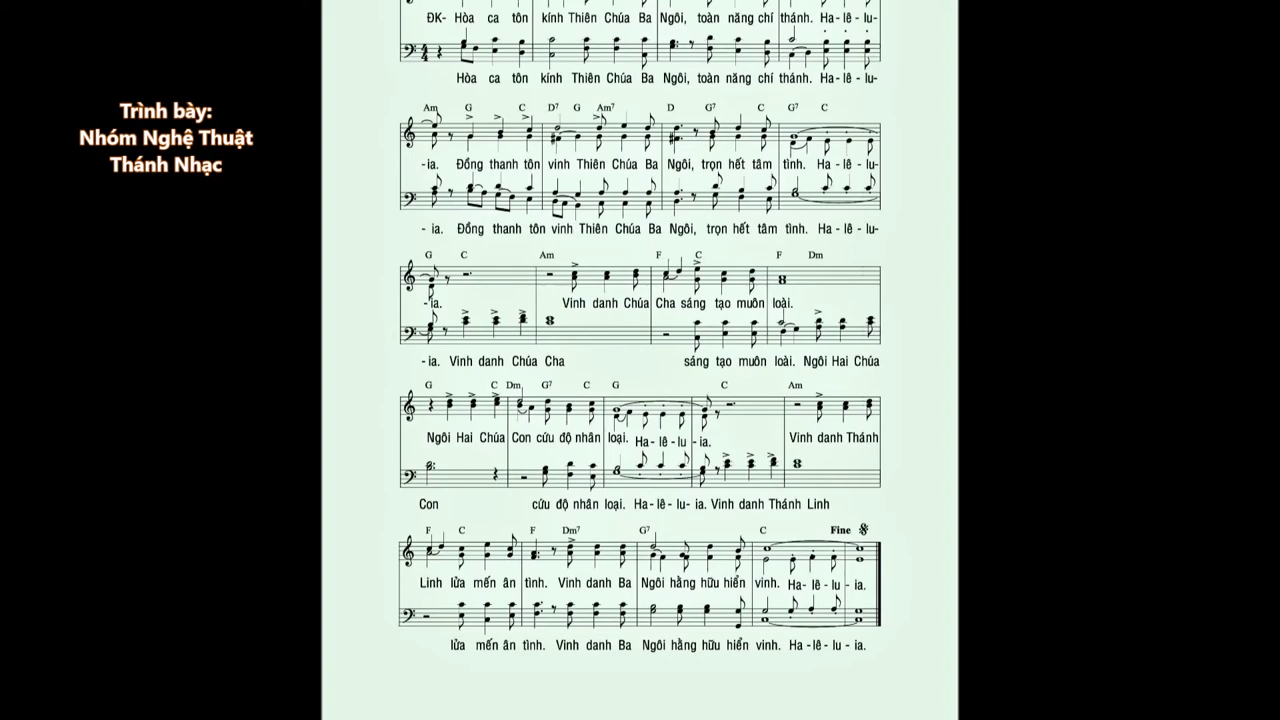 Trình bày:
Nhóm Nghệ Thuật
Thánh Nhạc
ĐK- Hòa ca tôn kính Thiên Chúa Ba Ngôi, toàn năng chí thánh. Ha-lê-lu-
Hòa ca tôn kính Thiên Chúa Ba Ngôi, toàn năng chí thánh. Ha-lê-lu-
Am G C D7 G Am7 D G7 C G7 C
-ia. Đồng thanh tôn vinh Thiên Chúa Ba Ngôi, trọn hết tâm tình. Ha-lê-lu-
-ia. Đồng thanh tôn vinh Thiên Chúa Ba Ngôi, trọn hết tâm tình. Ha-lê-lu-
G C Am F C F Dm
-ia. Vinh danh Chúa Cha sáng tạo muôn loài.
-ia. Vinh danh Chúa Cha sáng tạo muôn loài. Ngôi Hai Chúa
G C Dm G7 C G C Am
Ngôi Hai Chúa Con cứu độ nhân loại. Ha-lê-lu-ia. Vinh danh Thánh
Con cứu độ nhân loại. Ha-lê-lu-ia. Vinh danh Thánh Linh
F C F Dm7 G7 C Fine
Linh lửa mến ân tình. Vinh danh Ba Ngôi hằng hữu hiển vinh. Ha-lê-lu-ia.
lửa mến ân tình. Vinh danh Ba Ngôi hằng hữu hiển vinh. Ha-lê-lu-ia.